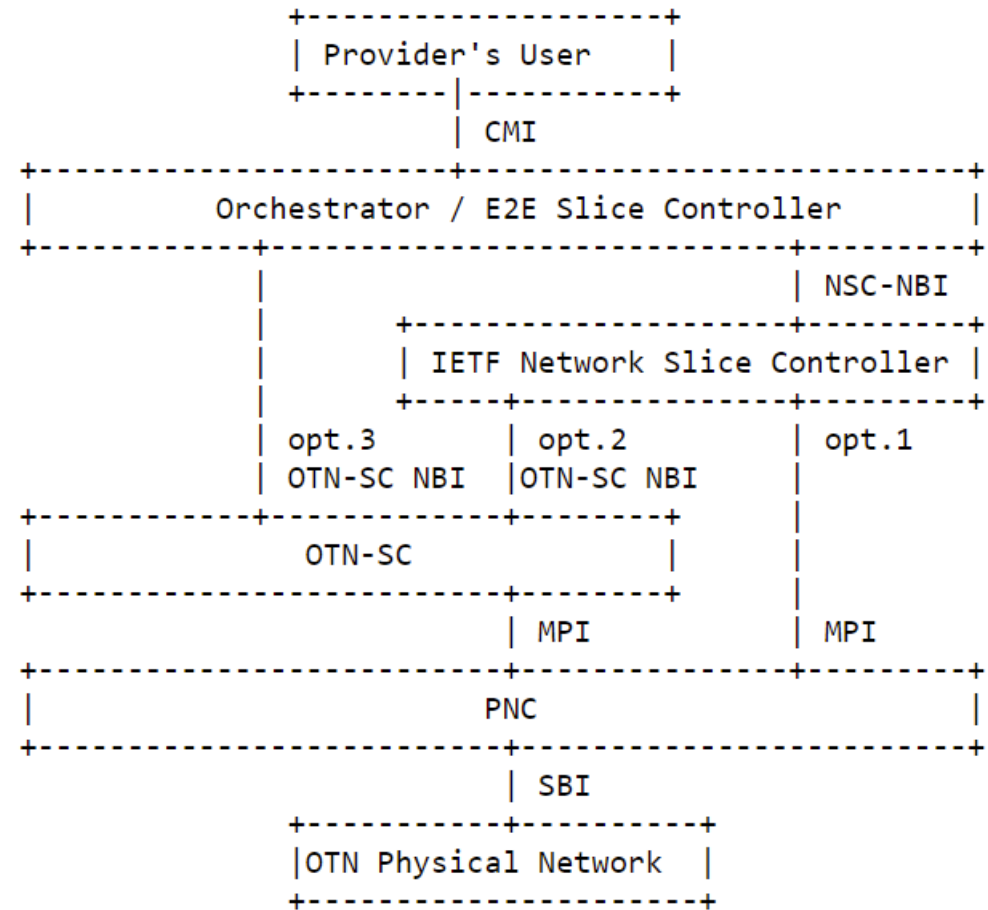 +--------------------+
| Provider's User    |
+--------|-----------+
| CMI
+-----------------------+----------------------------+
|          Orchestrator / E2E Slice Controller       |
+------------+-----------------------------+---------+
|                             | NSC-NBI
|       +---------------------+---------+
|       | IETF Network Slice Controller |
|       +-----+---------------+---------+
| opt.3       | opt.2         | opt.1
| OTN-SC NBI  |OTN-SC NBI     |
+------------+-------------+--------+      |
|              OTN-SC               |      |
+--------------------------+--------+      |
| MPI           | MPI
+--------------------------+---------------+---------+
|                         PNC                        |
+--------------------------+-------------------------+
| SBI
+-----------+----------+
|OTN Physical Network  |
+----------------------+